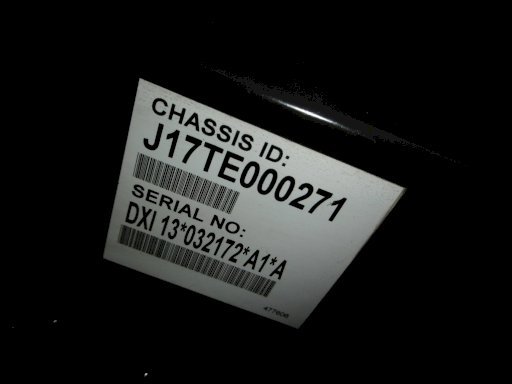 CHASSIS ID:
J17TE000271
SERIAL NO:
DXI 13*032172*A1*A
477606